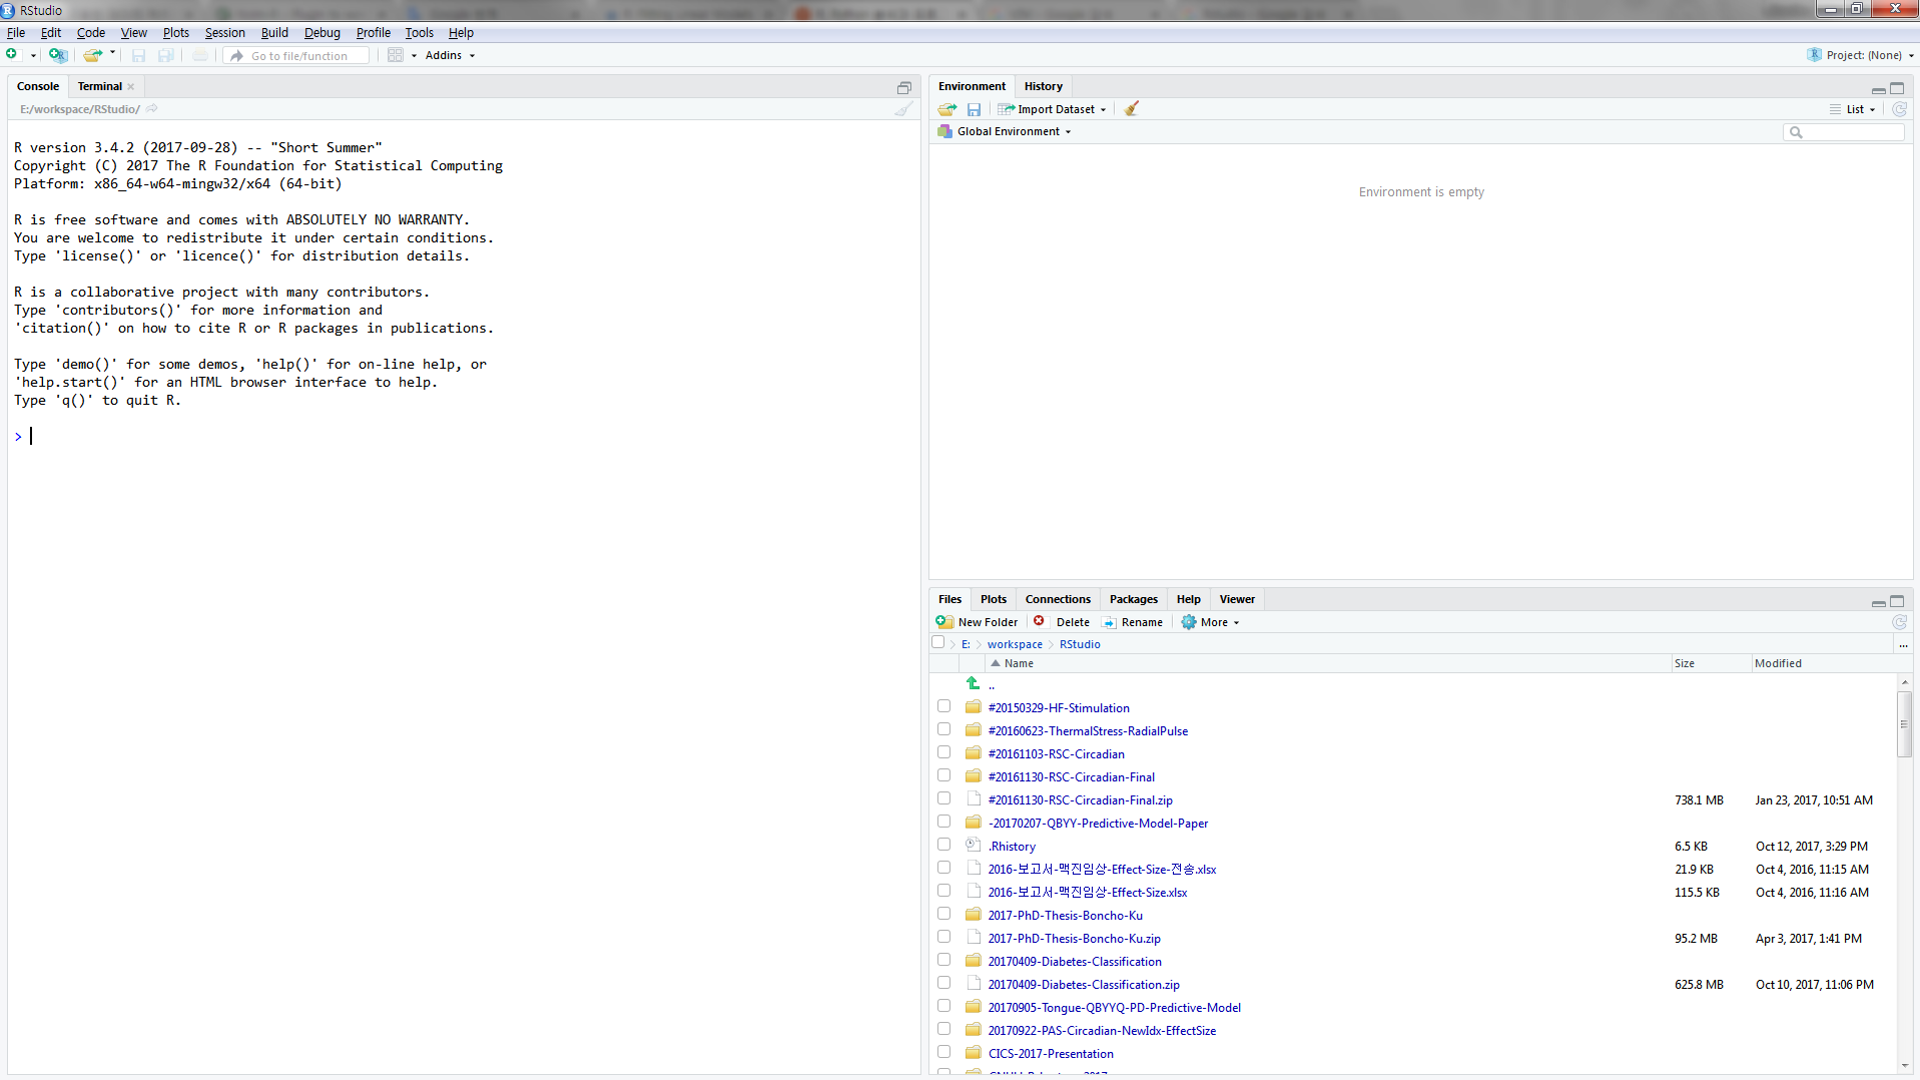 RStudio
File Edit Code View Plots Session Build Debug Profile Tools Help
Go to file/function Addins Project: (None)
Console Terminal
E:/workspace/RStudio/
R version 3.4.2 (2017-09-28) -- "Short Summer"
Copyright (C) 2017 The R Foundation for Statistical Computing
Platform: x86_64-w64-mingw32/x64 (64-bit)
R is free software and comes with ABSOLUTELY NO WARRANTY.
You are welcome to redistribute it under certain conditions.
Type 'license()' or 'licence()' for distribution details.
R is a collaborative project with many contributors.
Type 'contributors()' for more information and
'citation()' on how to cite R or R packages in publications.
Type 'demo()' for some demos, 'help()' for on-line help, or
'help.start()' for an HTML browser interface to help.
Type 'q()' to quit R.
>
Environment History
Import Dataset List
Global Environment
Environment is empty
Files Plots Connections Packages Help Viewer
New Folder Delete Rename More
E: workspace RStudio ...
Name Size Modified
..
#20150329-HF-Stimulation
#20160623-ThermalStress-RadialPulse
#20161103-RSC-Circadian
#20161130-RSC-Circadian-Final
#20161130-RSC-Circadian-Final.zip 738.1 MB Jan 23, 2017, 10:51 AM
-20170207-QBYY-Predictive-Model-Paper
.Rhistory 6.5 KB Oct 12, 2017, 3:29 PM
2016-보고서-맥진임상-Effect-Size-전송.xlsx 21.9 KB Oct 4, 2016, 11:15 AM
2016-보고서-맥진임상-Effect-Size.xlsx 115.5 KB Oct 4, 2016, 11:16 AM
2017-PhD-Thesis-Boncho-Ku
2017-PhD-Thesis-Boncho-Ku.zip 95.2 MB Apr 3, 2017, 1:41 PM
20170409-Diabetes-Classification
20170409-Diabetes-Classification.zip 625.8 MB Oct 10, 2017, 11:06 PM
20170905-Tongue-QBYYQ-PD-Predictive-Model
20170922-PAS-Circadian-NewIdx-EffectSize
CICS-2017-Presentation